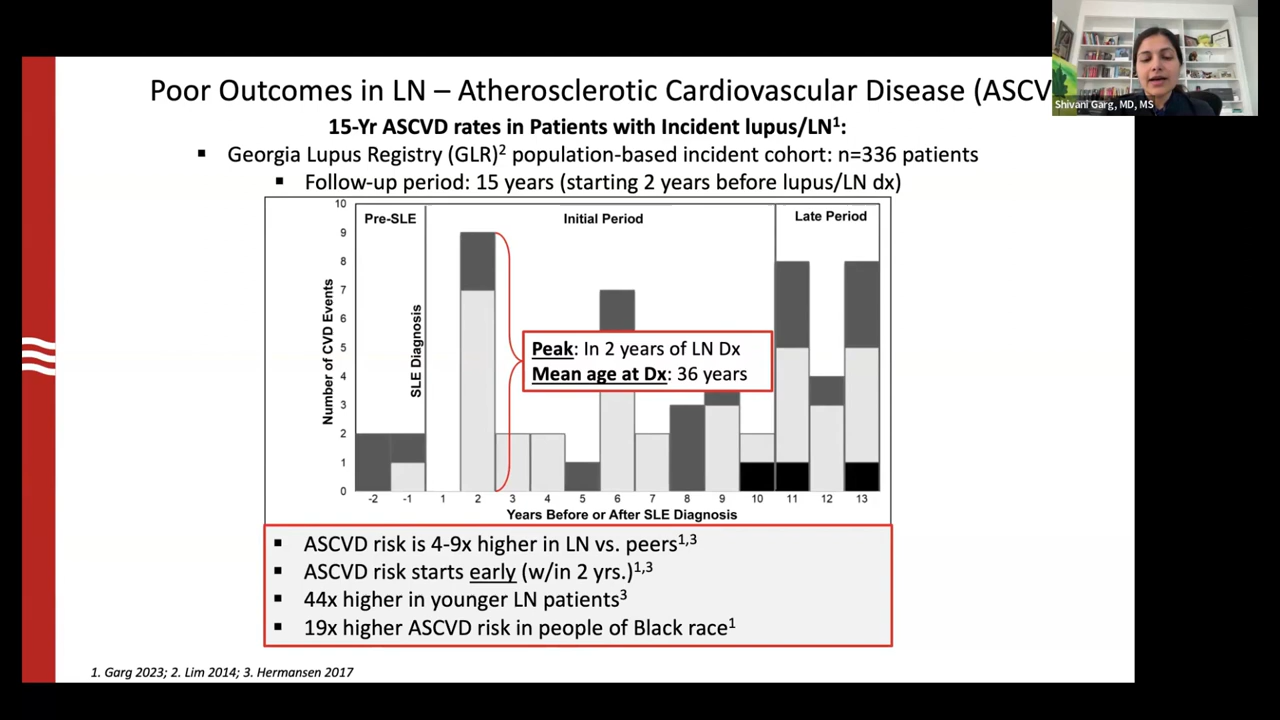 Poor Outcomes in LN – Atherosclerotic Cardiovascular Disease (ASCV
Shivani Garg, MD, MS
15-Yr ASCVD rates in Patients with Incident lupus/LN¹:
▪ Georgia Lupus Registry (GLR)² population-based incident cohort: n=336 patients
▪ Follow-up period: 15 years (starting 2 years before lupus/LN dx)
Number of CVD Events
10
9
8
7
6
5
4
3
2
1
0
Pre-SLE
SLE Diagnosis
Initial Period
Late Period
Peak: In 2 years of LN Dx
Mean age at Dx: 36 years
-2 -1 1 2 3 4 5 6 7 8 9 10 11 12 13
Years Before or After SLE Diagnosis
▪ ASCVD risk is 4-9x higher in LN vs. peers¹,³
▪ ASCVD risk starts early (w/in 2 yrs.)¹,³
▪ 44x higher in younger LN patients³
▪ 19x higher ASCVD risk in people of Black race¹
1. Garg 2023; 2. Lim 2014; 3. Hermansen 2017